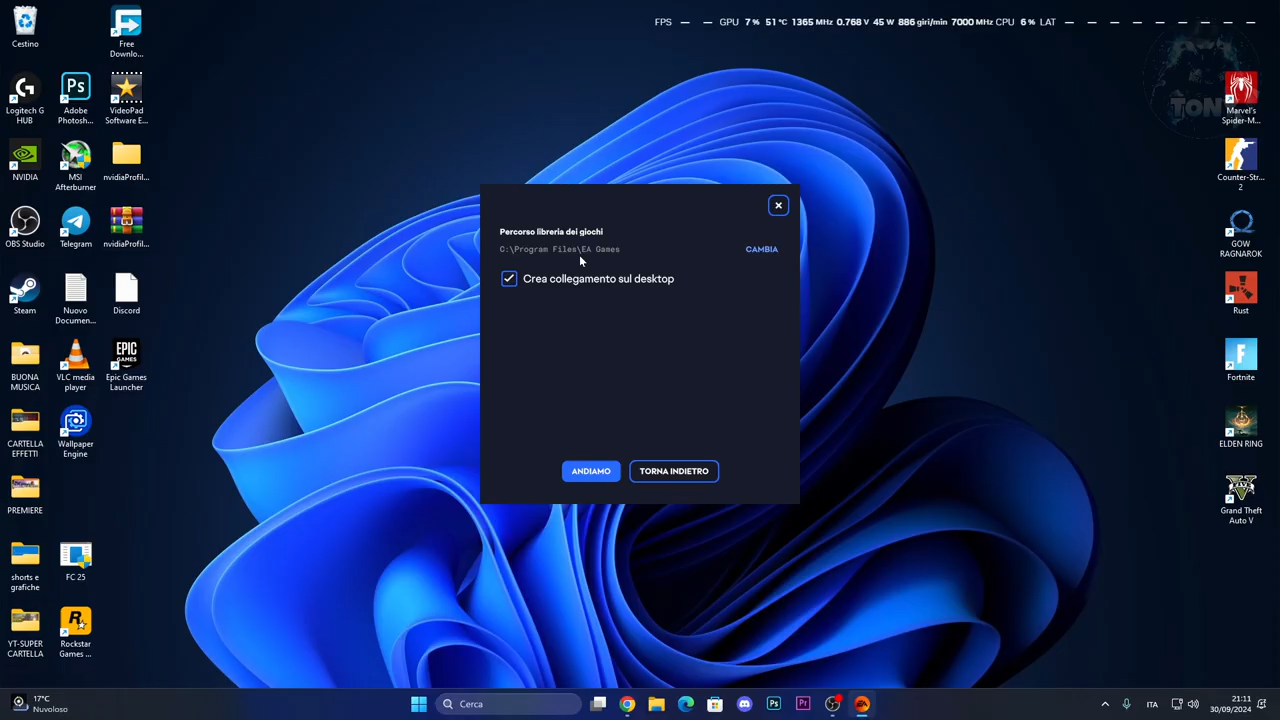 FPS — — GPU 7 % 51 °C 1365 MHz 0.768 V 45 W 886 giri/min 7000 MHz CPU 6 % LAT — — — — — — — —
Cestino
Free
Downlo...
Logitech G
HUB
Adobe
Photosh...
VideoPad
Software E...
NVIDIA
MSI
Afterburner
nvidiaProfil...
OBS Studio
Telegram
nvidiaProfil...
Steam
Nuovo
Documen...
Discord
BUONA
MUSICA
VLC media
player
Epic Games
Launcher
CARTELLA
EFFETTI
Wallpaper
Engine
PREMIERE
shorts e
grafiche
FC 25
YT-SUPER
CARTELLA
Rockstar
Games ...
Percorso libreria dei giochi
C:\Program Files\EA Games
CAMBIA
Crea collegamento sul desktop
ANDIAMO
TORNA INDIETRO
Marvel's
Spider-M...
Counter-Str...
2
GOW
RAGNAROK
Rust
Fortnite
ELDEN RING
Grand Theft
Auto V
17°C
Nuvoloso
Cerca
ITA
21:11
30/09/2024